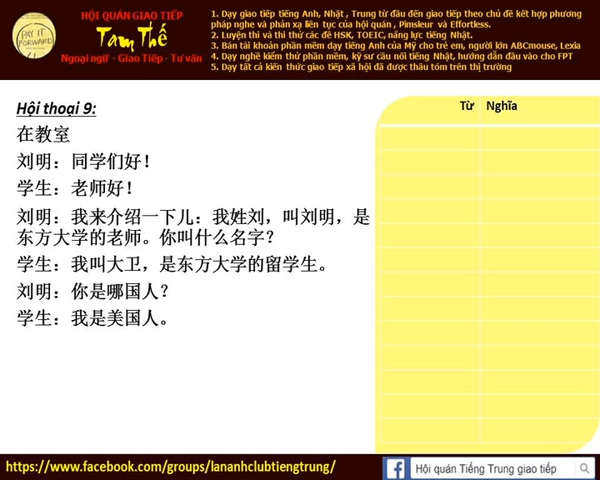 PAY IT
FORWARD
HỘI QUÁN GIAO TIẾP
Tam Thế
Ngoại ngữ - Giao Tiếp - Tư vấn
1. Dạy giao tiếp tiếng Anh, Nhật , Trung từ đầu đến giao tiếp theo chủ đề kết hợp phương
pháp nghe và phản xạ liên tục của hội quán , Pimsleur và Effortless.
2. Luyện thi và thi thử các đề HSK, TOEIC, năng lực tiếng Nhật.
3. Bán tài khoản phần mềm dạy tiếng Anh của Mỹ cho trẻ em, người lớn ABCmouse, Lexia
4. Dạy nghề kiểm thử phần mềm, kỹ sư cầu nối tiếng Nhật, hướng dẫn đầu vào cho FPT
5. Dạy tất cả kiến thức giao tiếp xã hội đã được thâu tóm trên thị trường
Hội thoại 9:
在教室
刘明：同学们好！
学生：老师好！
刘明：我来介绍一下儿：我姓刘，叫刘明，是
东方大学的老师。你叫什么名字？
学生：我叫大卫，是东方大学的留学生。
刘明：你是哪国人？
学生：我是美国人。
Từ Nghĩa
https://www.facebook.com/groups/lananhclubtiengtrung/
Hội quán Tiếng Trung giao tiếp